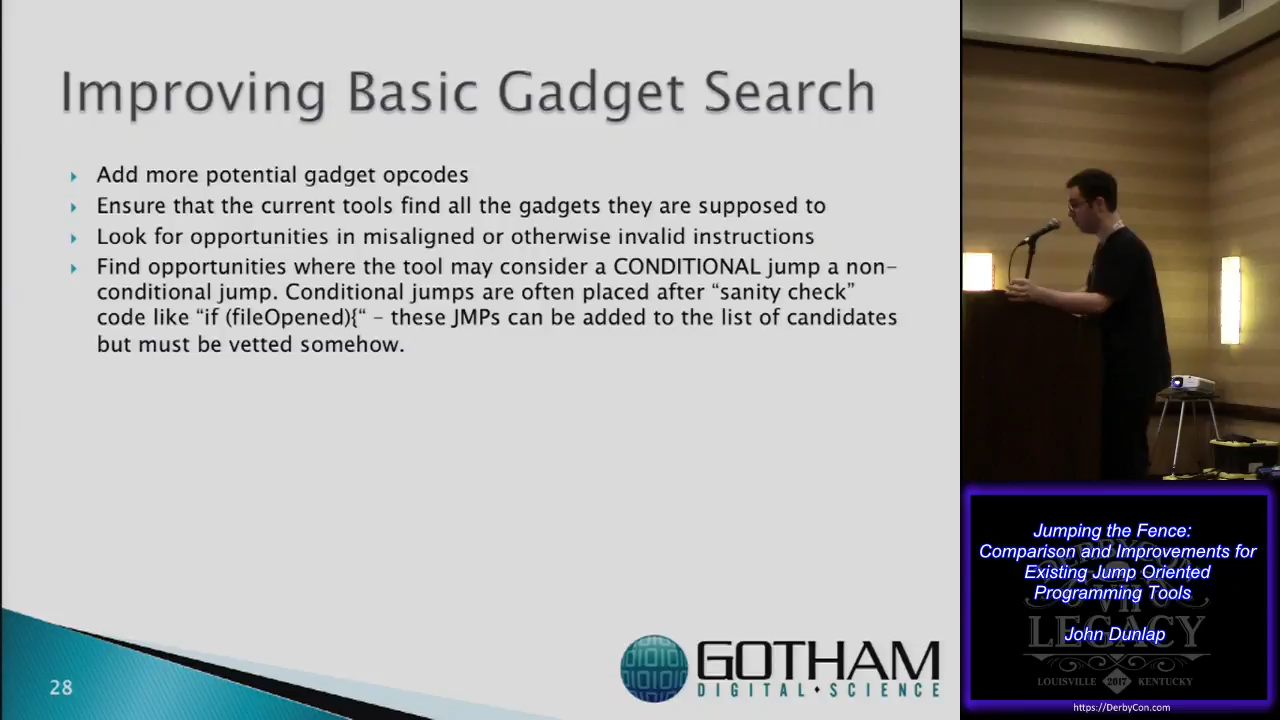 Improving Basic Gadget Search
Add more potential gadget opcodes
Ensure that the current tools find all the gadgets they are supposed to
Look for opportunities in misaligned or otherwise invalid instructions
Find opportunities where the tool may consider a CONDITIONAL jump a non-
conditional jump. Conditional jumps are often placed after “sanity check”
code like “if (fileOpened){“ – these JMPs can be added to the list of candidates
but must be vetted somehow.
28
GOTHAM
DIGITAL SCIENCE
Jumping the Fence:
Comparison and Improvements for
Existing Jump Oriented
Programming Tools
John Dunlap
LEGACY
LOUISVILLE 2017 KENTUCKY
https://DerbyCon.com